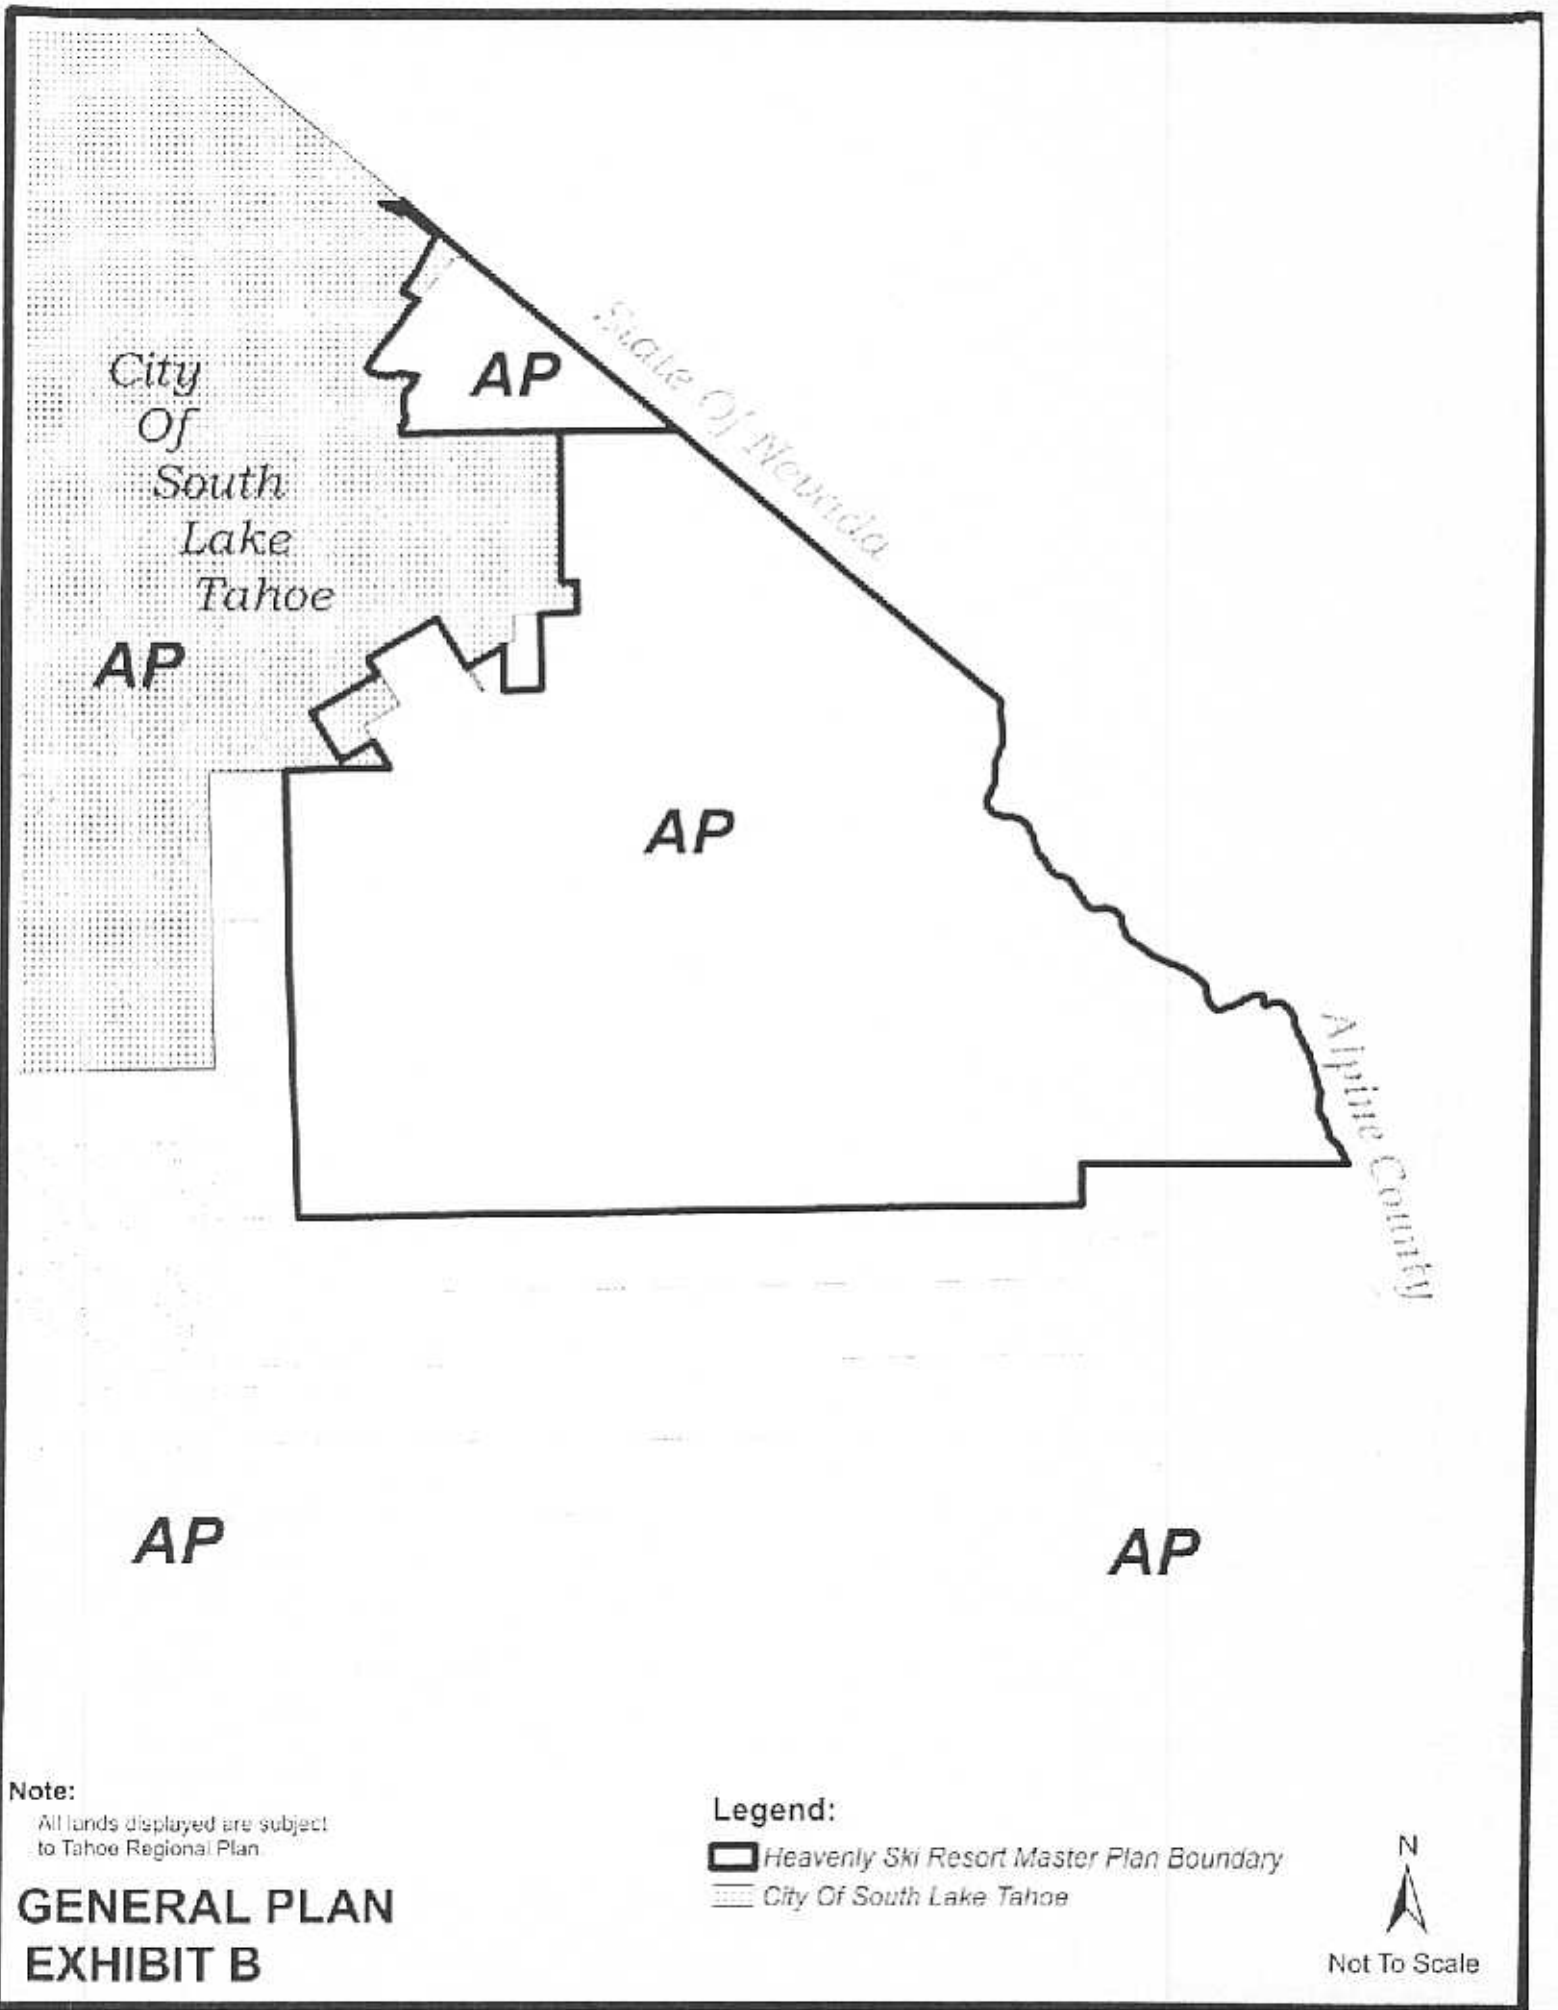 State Of Nevada
AP
City
Of
South
Lake
Tahoe
AP
AP
Alpine County
AP
AP
Note:
All lands displayed are subject
to Tahoe Regional Plan.
GENERAL PLAN
EXHIBIT B
Legend:
Heavenly Ski Resort Master Plan Boundary
City Of South Lake Tahoe
N
Not To Scale